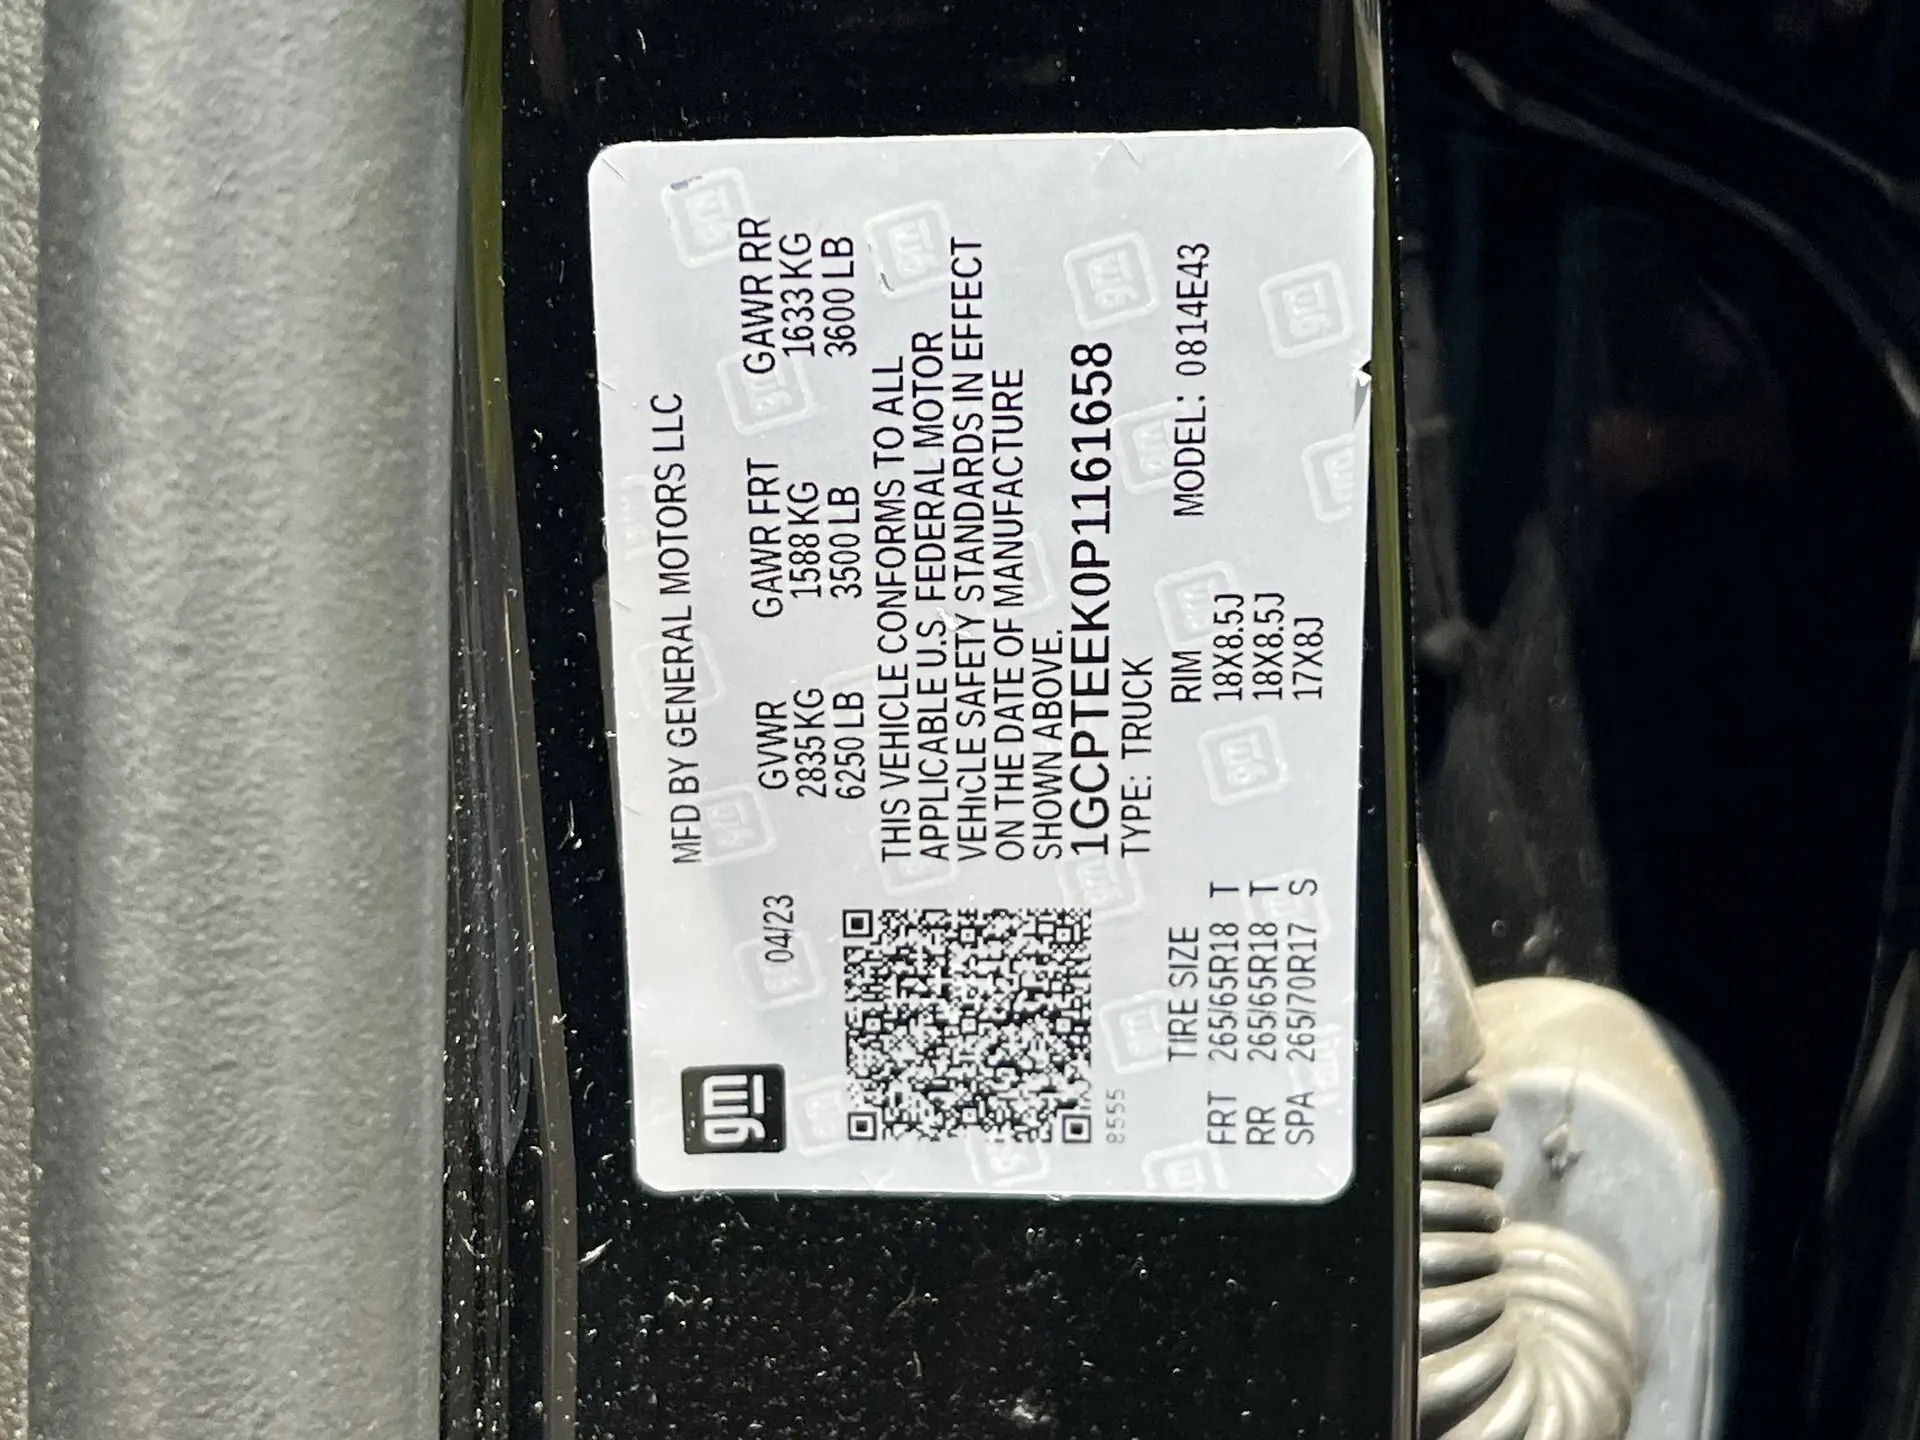 gm
MFD BY GENERAL MOTORS LLC
04/23
GVWR GAWR FRT GAWR RR
2835 KG 1588 KG 1633 KG
6250 LB 3500 LB 3600 LB
THIS VEHICLE CONFORMS TO ALL
APPLICABLE U.S. FEDERAL MOTOR
VEHICLE SAFETY STANDARDS IN EFFECT
ON THE DATE OF MANUFACTURE
SHOWN ABOVE.
1GCPTEEK0P1161658
TYPE: TRUCK
8555
TIRE SIZE RIM MODEL: 0814E43
FRT 265/65R18 T 18X8.5J
RR 265/65R18 T 18X8.5J
SPA 265/70R17 S 17X8J